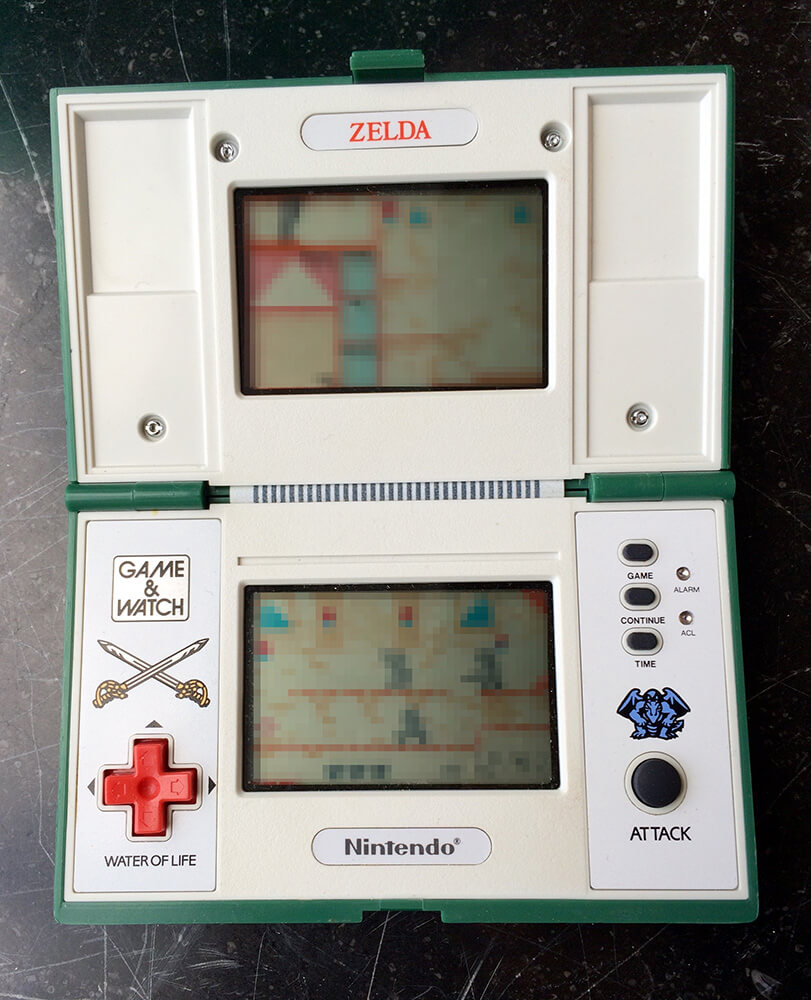 ZELDA
GAME
&
WATCH
GAME
ALARM
CONTINUE
ACL
TIME
WATER OF LIFE
ATTACK
Nintendo®